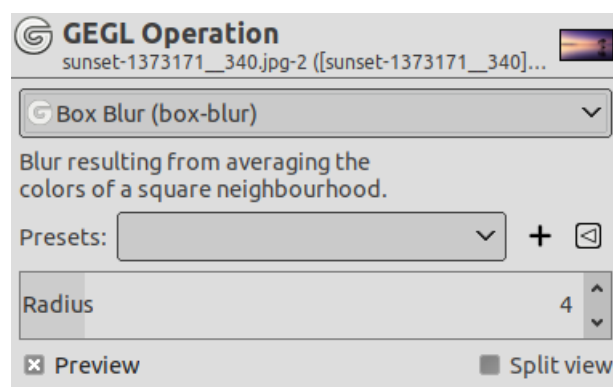 GEGL Operation
sunset-1373171__340.jpg-2 ([sunset-1373171__340]...
Box Blur (box-blur)
Blur resulting from averaging the
colors of a square neighbourhood.
Presets:
Radius 4
Preview Split view